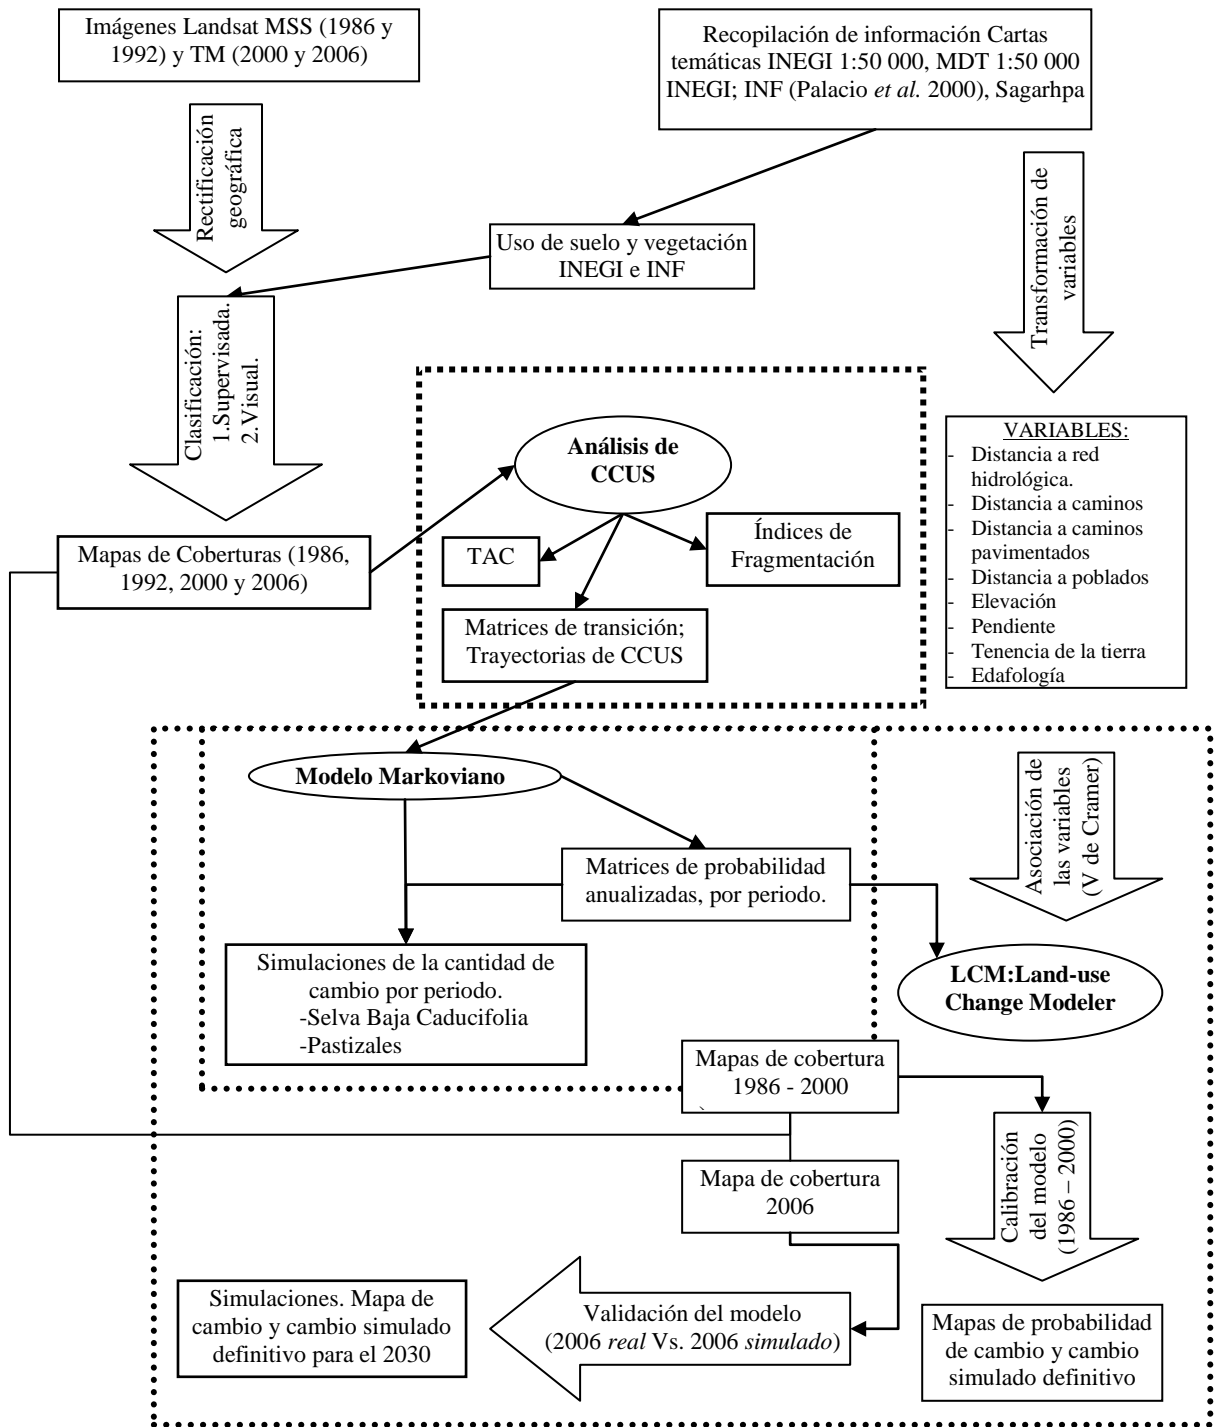 Imágenes Landsat MSS (1986 y
1992) y TM (2000 y 2006)
Recopilación de información Cartas
temáticas INEGI 1:50 000, MDT 1:50 000
INEGI; INF (Palacio et al. 2000), Sagarhpa
Rectificación
geográfica
Transformación de
variables
Uso de suelo y vegetación
INEGI e INF
Clasificación:
1.Supervisada.
2.Visual.
Análisis de
CCUS
VARIABLES:
- Distancia a red
hidrológica.
- Distancia a caminos
- Distancia a caminos
pavimentados
- Distancia a poblados
- Elevación
- Pendiente
- Tenencia de la tierra
- Edafología
Mapas de Coberturas (1986,
1992, 2000 y 2006)
TAC
Índices de
Fragmentación
Matrices de transición;
Trayectorias de CCUS
Modelo Markoviano
Asociación de
las variables
(V de Cramer)
Matrices de probabilidad
anualizadas, por periodo.
Simulaciones de la cantidad de
cambio por periodo.
-Selva Baja Caducifolia
-Pastizales
LCM:Land-use
Change Modeler
Mapas de cobertura
1986 - 2000
`
Calibración
del modelo
(1986 – 2000)
Mapa de cobertura
2006
Simulaciones. Mapa de
cambio y cambio simulado
definitivo para el 2030
Validación del modelo
(2006 real Vs. 2006 simulado)
Mapas de probabilidad
de cambio y cambio
simulado definitivo